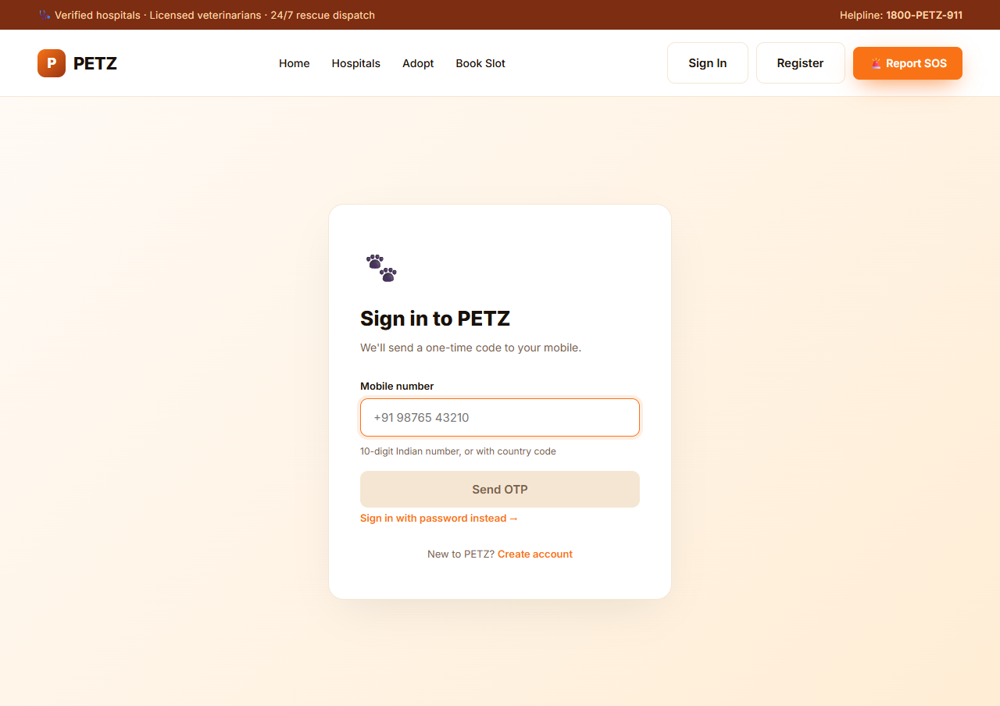 Verified hospitals · Licensed veterinarians · 24/7 rescue dispatch
Helpline: 1800-PETZ-911
P PETZ
Home
Hospitals
Adopt
Book Slot
Sign In
Register
Report SOS
Sign in to PETZ
We'll send a one-time code to your mobile.
Mobile number
+91 98765 43210
10-digit Indian number, or with country code
Send OTP
Sign in with password instead →
New to PETZ? Create account